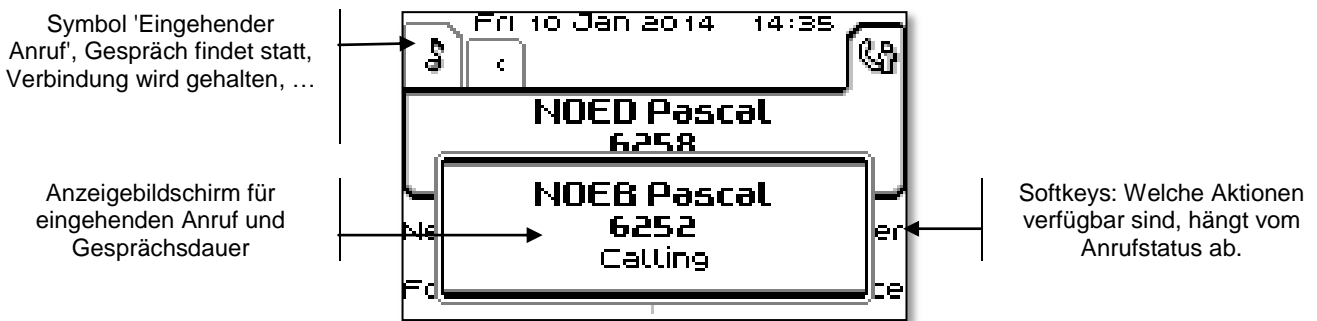 Symbol 'Eingehender
Anruf', Gespräch findet statt,
Verbindung wird gehalten, …
Fri 10 Jan 2014 14:35
NOED Pascal
6258
Anzeigebildschirm für
eingehenden Anruf und
Gesprächsdauer
NOEB Pascal
6252
Calling
Softkeys: Welche Aktionen
verfügbar sind, hängt vom
Anrufstatus ab.